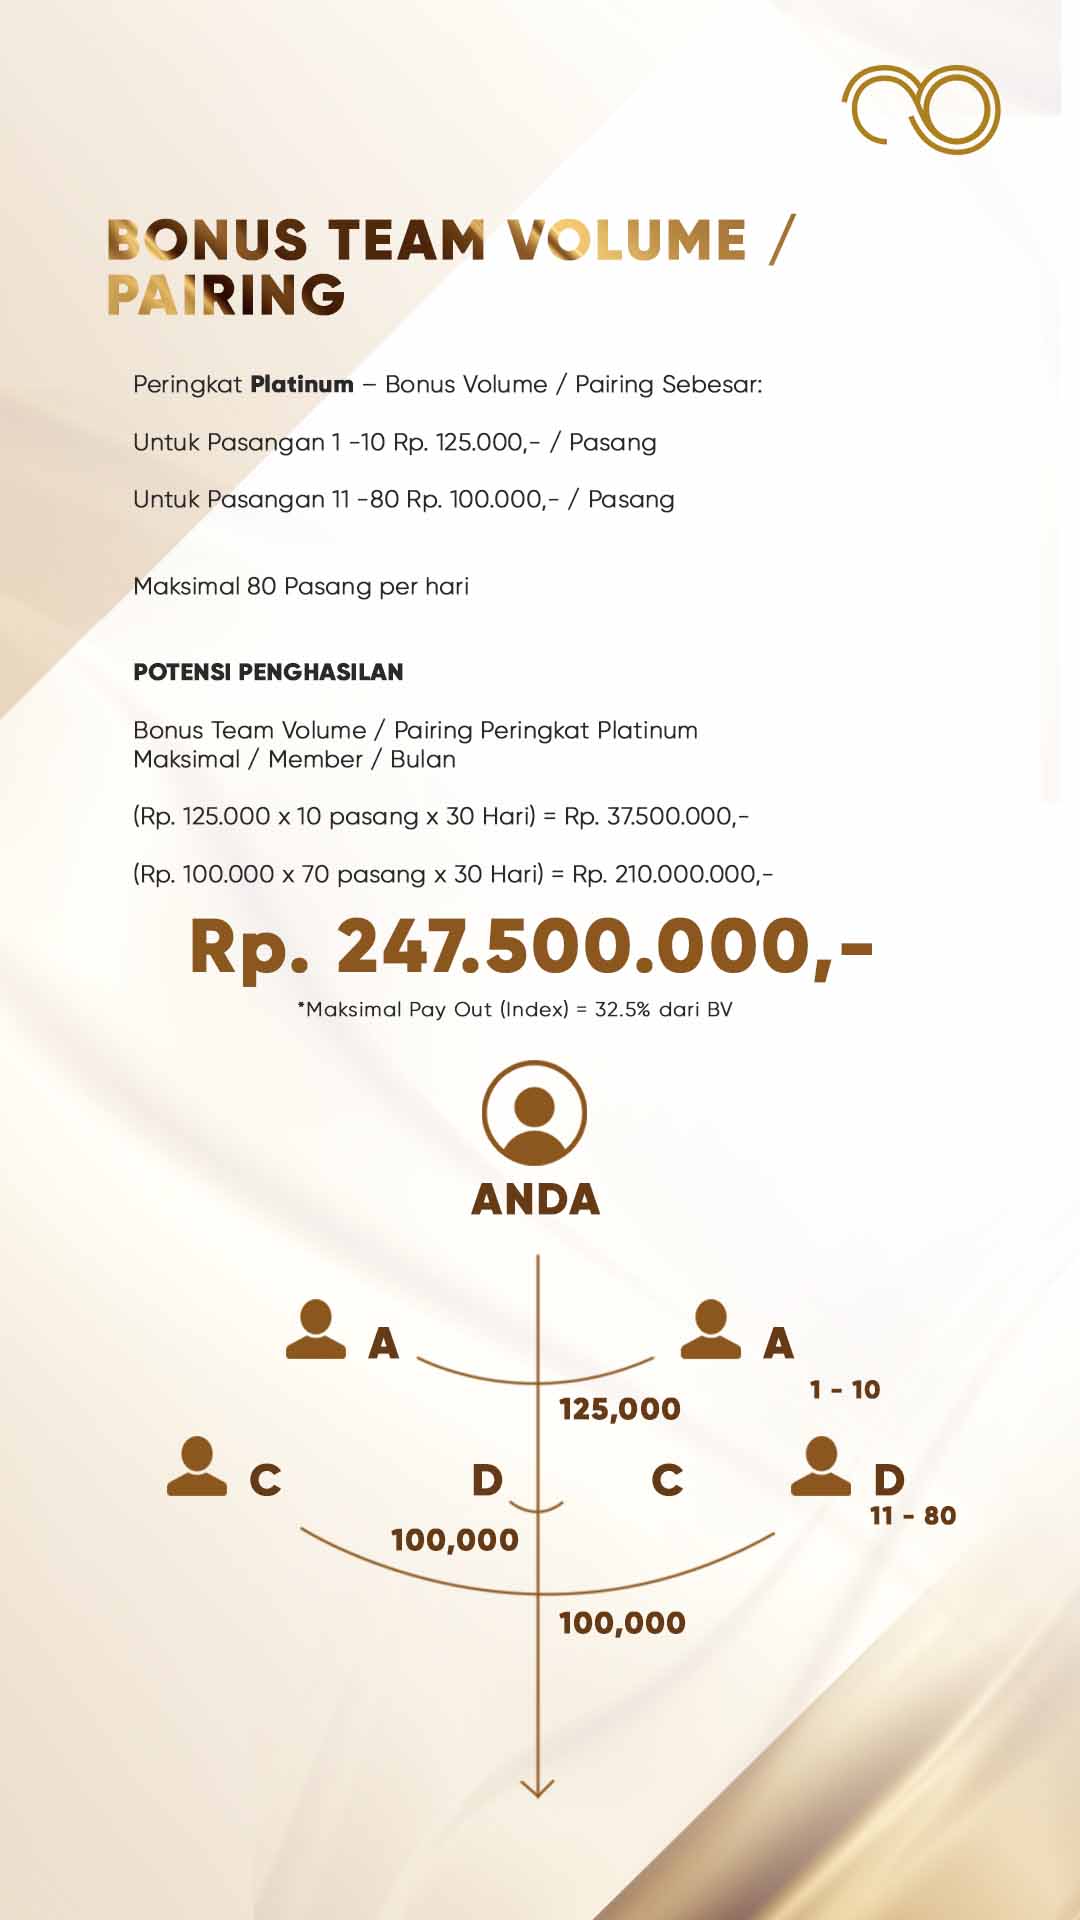 BONUS TEAM VOLUME /
PAIRING
Peringkat Platinum – Bonus Volume / Pairing Sebesar:
Untuk Pasangan 1 -10 Rp. 125.000,- / Pasang
Untuk Pasangan 11 -80 Rp. 100.000,- / Pasang
Maksimal 80 Pasang per hari
POTENSI PENGHASILAN
Bonus Team Volume / Pairing Peringkat Platinum
Maksimal / Member / Bulan
(Rp. 125.000 x 10 pasang x 30 Hari) = Rp. 37.500.000,-
(Rp. 100.000 x 70 pasang x 30 Hari) = Rp. 210.000.000,-
Rp. 247.500.000,-
*Maksimal Pay Out (Index) = 32.5% dari BV
ANDA
A A
1 - 10
125,000
C D C D
11 - 80
100,000
100,000